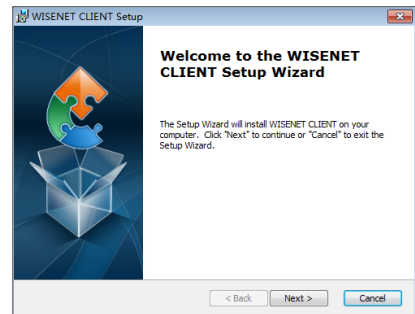 WISENET CLIENT Setup
Welcome to the WISENET
CLIENT Setup Wizard
The Setup Wizard will install WISENET CLIENT on your
computer. Click "Next" to continue or "Cancel" to exit the
Setup Wizard.
< Back
Next >
Cancel